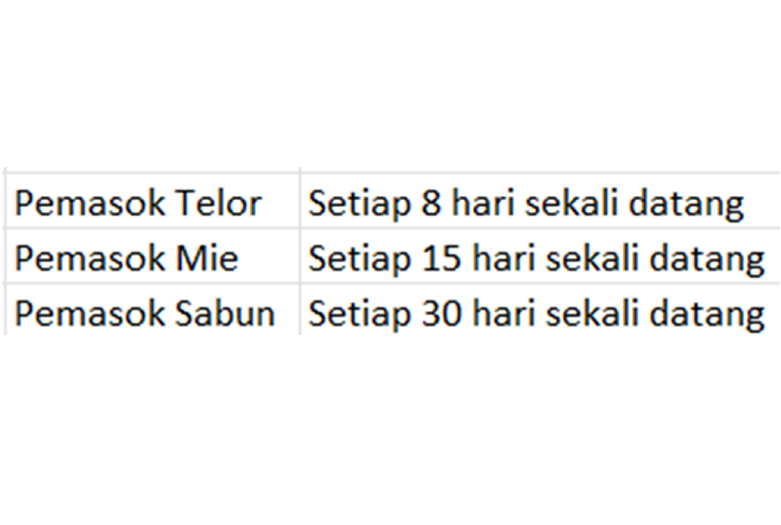 Pemasok Telor Setiap 8 hari sekali datang
Pemasok Mie Setiap 15 hari sekali datang
Pemasok Sabun Setiap 30 hari sekali datang